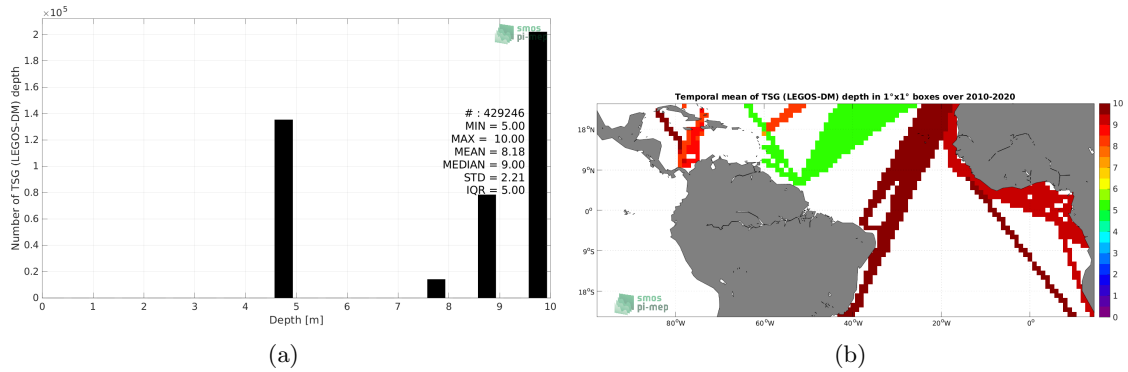 2.1×10⁵
smos
pi-mep
2
1.8
1.6
1.4
1.2
1
0.8
0.6
0.4
0.2
0
Number of TSG (LEGOS-DM) depth
# : 429246
MIN = 5.00
MAX = 10.00
MEAN = 8.18
MEDIAN = 9.00
STD = 2.21
IQR = 5.00
0 1 2 3 4 5 6 7 8 9 10
Depth [m]
(a)
Temporal mean of TSG (LEGOS-DM) depth in 1°x1° boxes over 2010-2020
18°N
9°N
0°
9°S
18°S
smos
pi-mep
80°W 60°W 40°W 20°W 0°
10
9
8
7
6
5
4
3
2
1
0
(b)